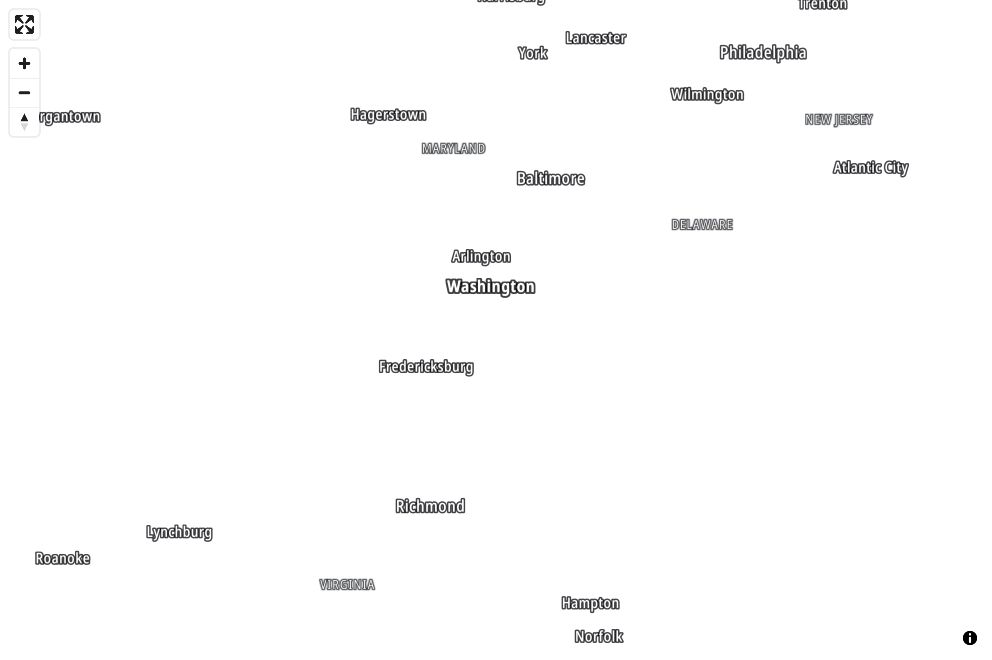 Trenton
Lancaster
York
Philadelphia
Wilmington
Hagerstown
NEW JERSEY
MARYLAND
Atlantic City
Baltimore
DELAWARE
Arlington
Washington
Fredericksburg
Richmond
Lynchburg
Roanoke
VIRGINIA
Hampton
Norfolk